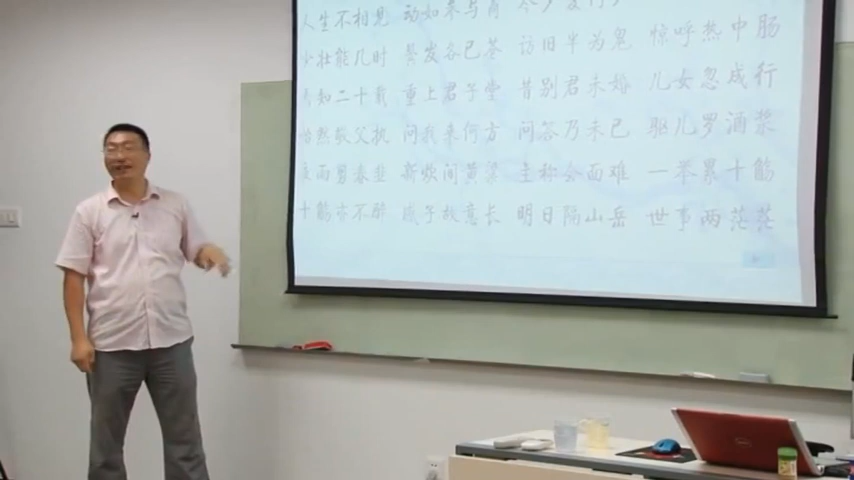 人生不相见 动如参与商
少壮能几时 鬓发各已苍 访旧半为鬼 惊呼热中肠
焉知二十载 重上君子堂 昔别君未婚 儿女忽成行
怡然敬父执 问我来何方 问答乃未已 驱儿罗酒浆
夜雨剪春韭 新炊间黄粱 主称会面难 一举累十觞
十觞亦不醉 感子故意长 明日隔山岳 世事两茫茫